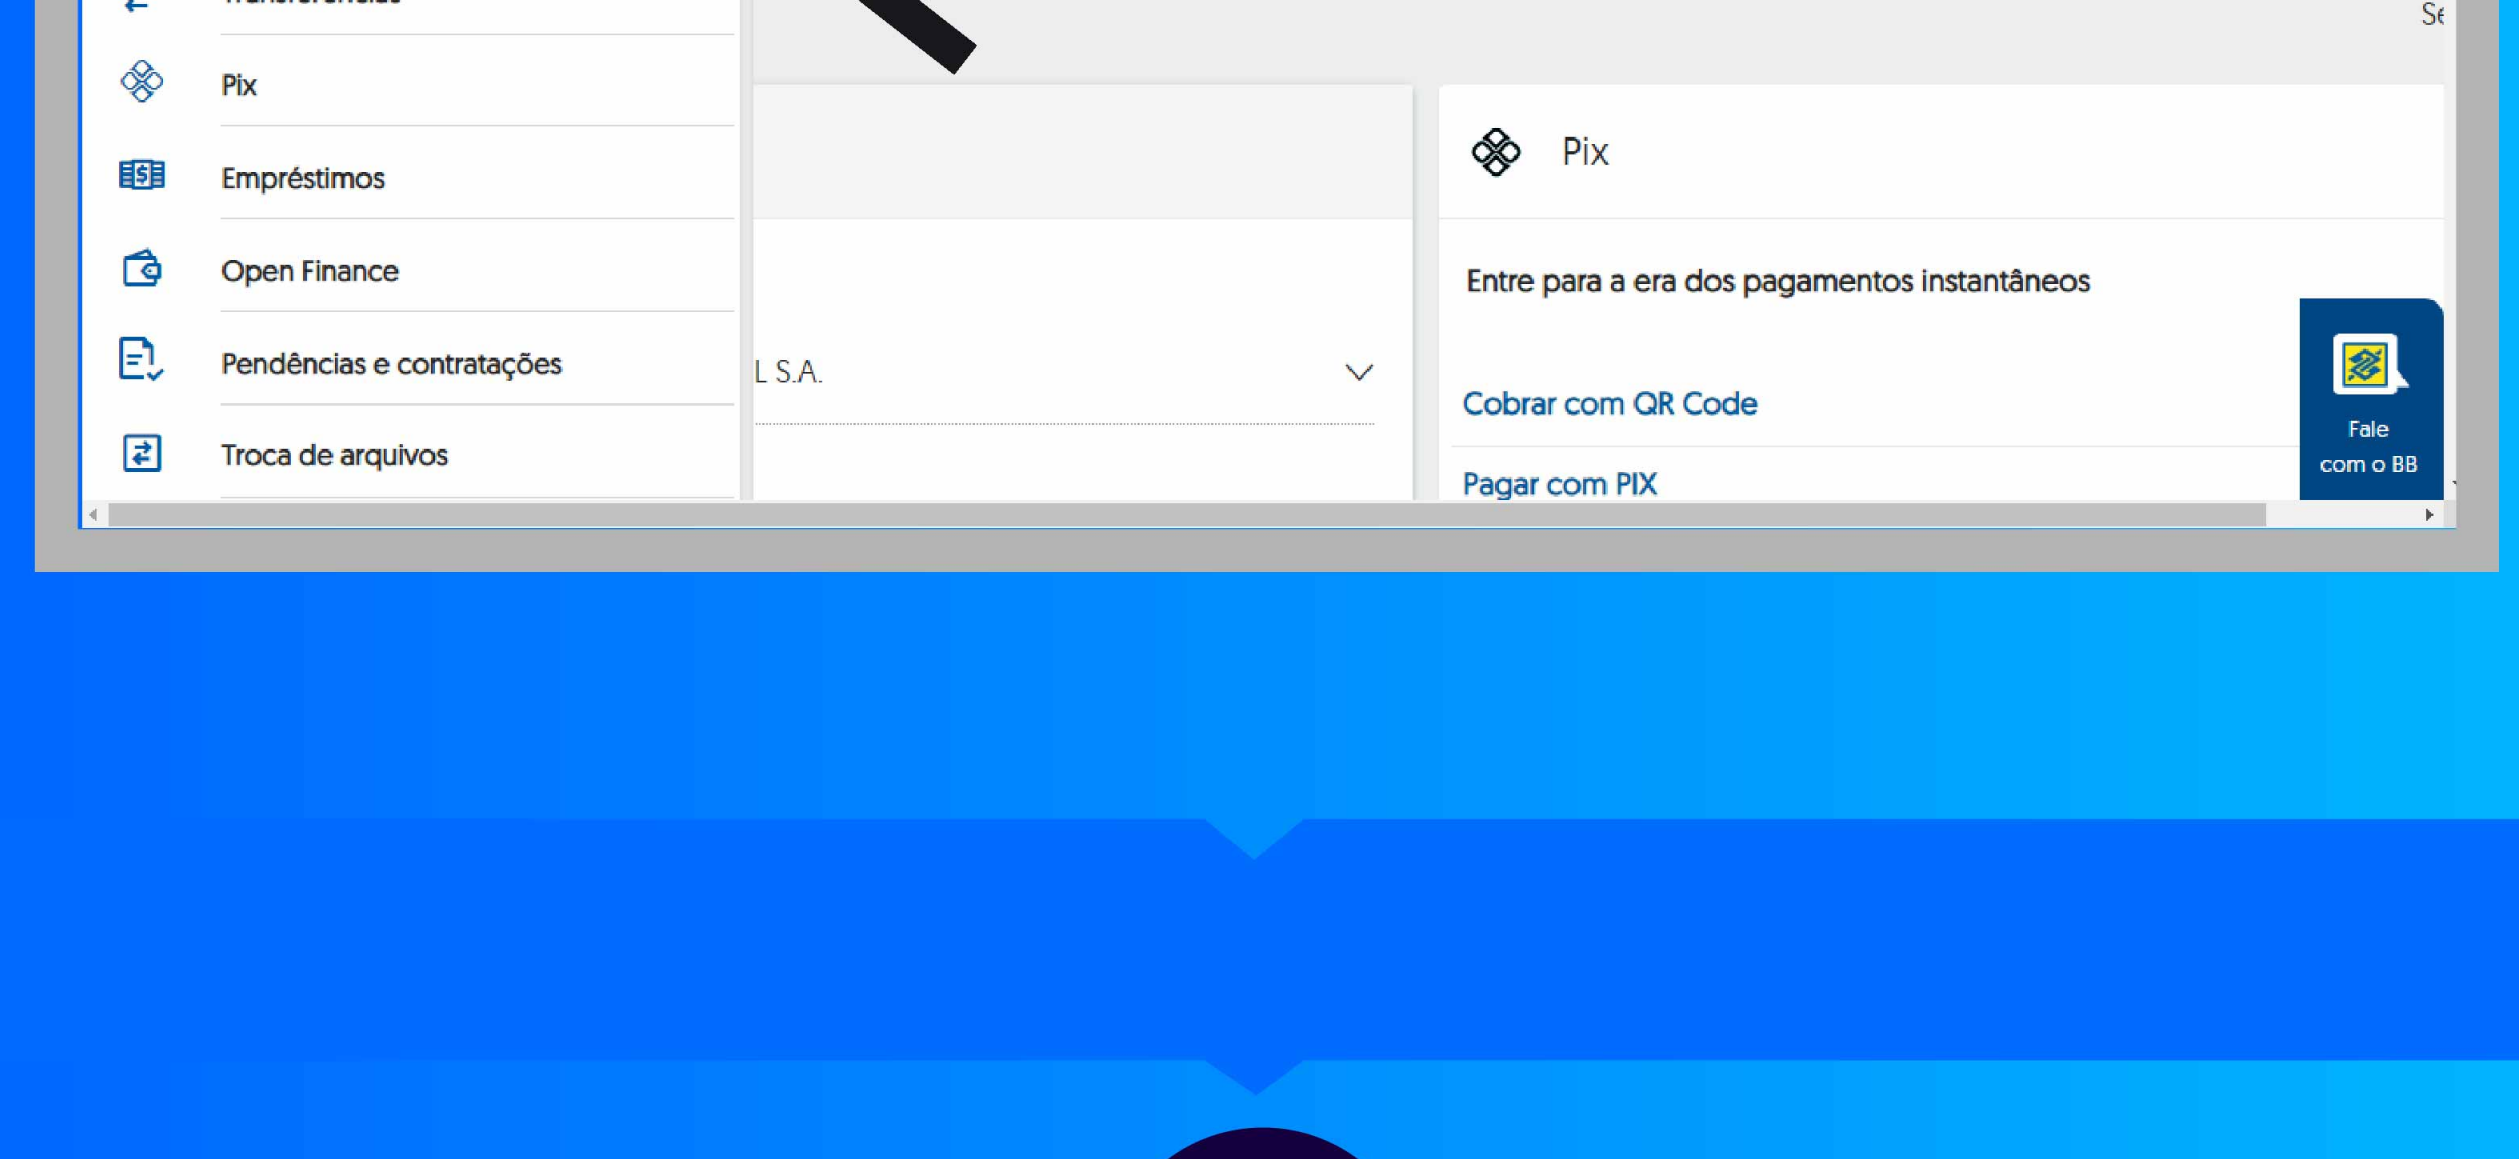 Transferências
Pix
Empréstimos
Open Finance
Pendências e contratações
Troca de arquivos
L S.A.
Pix
Entre para a era dos pagamentos instantâneos
Cobrar com QR Code
Pagar com PIX
Fale
com o BB